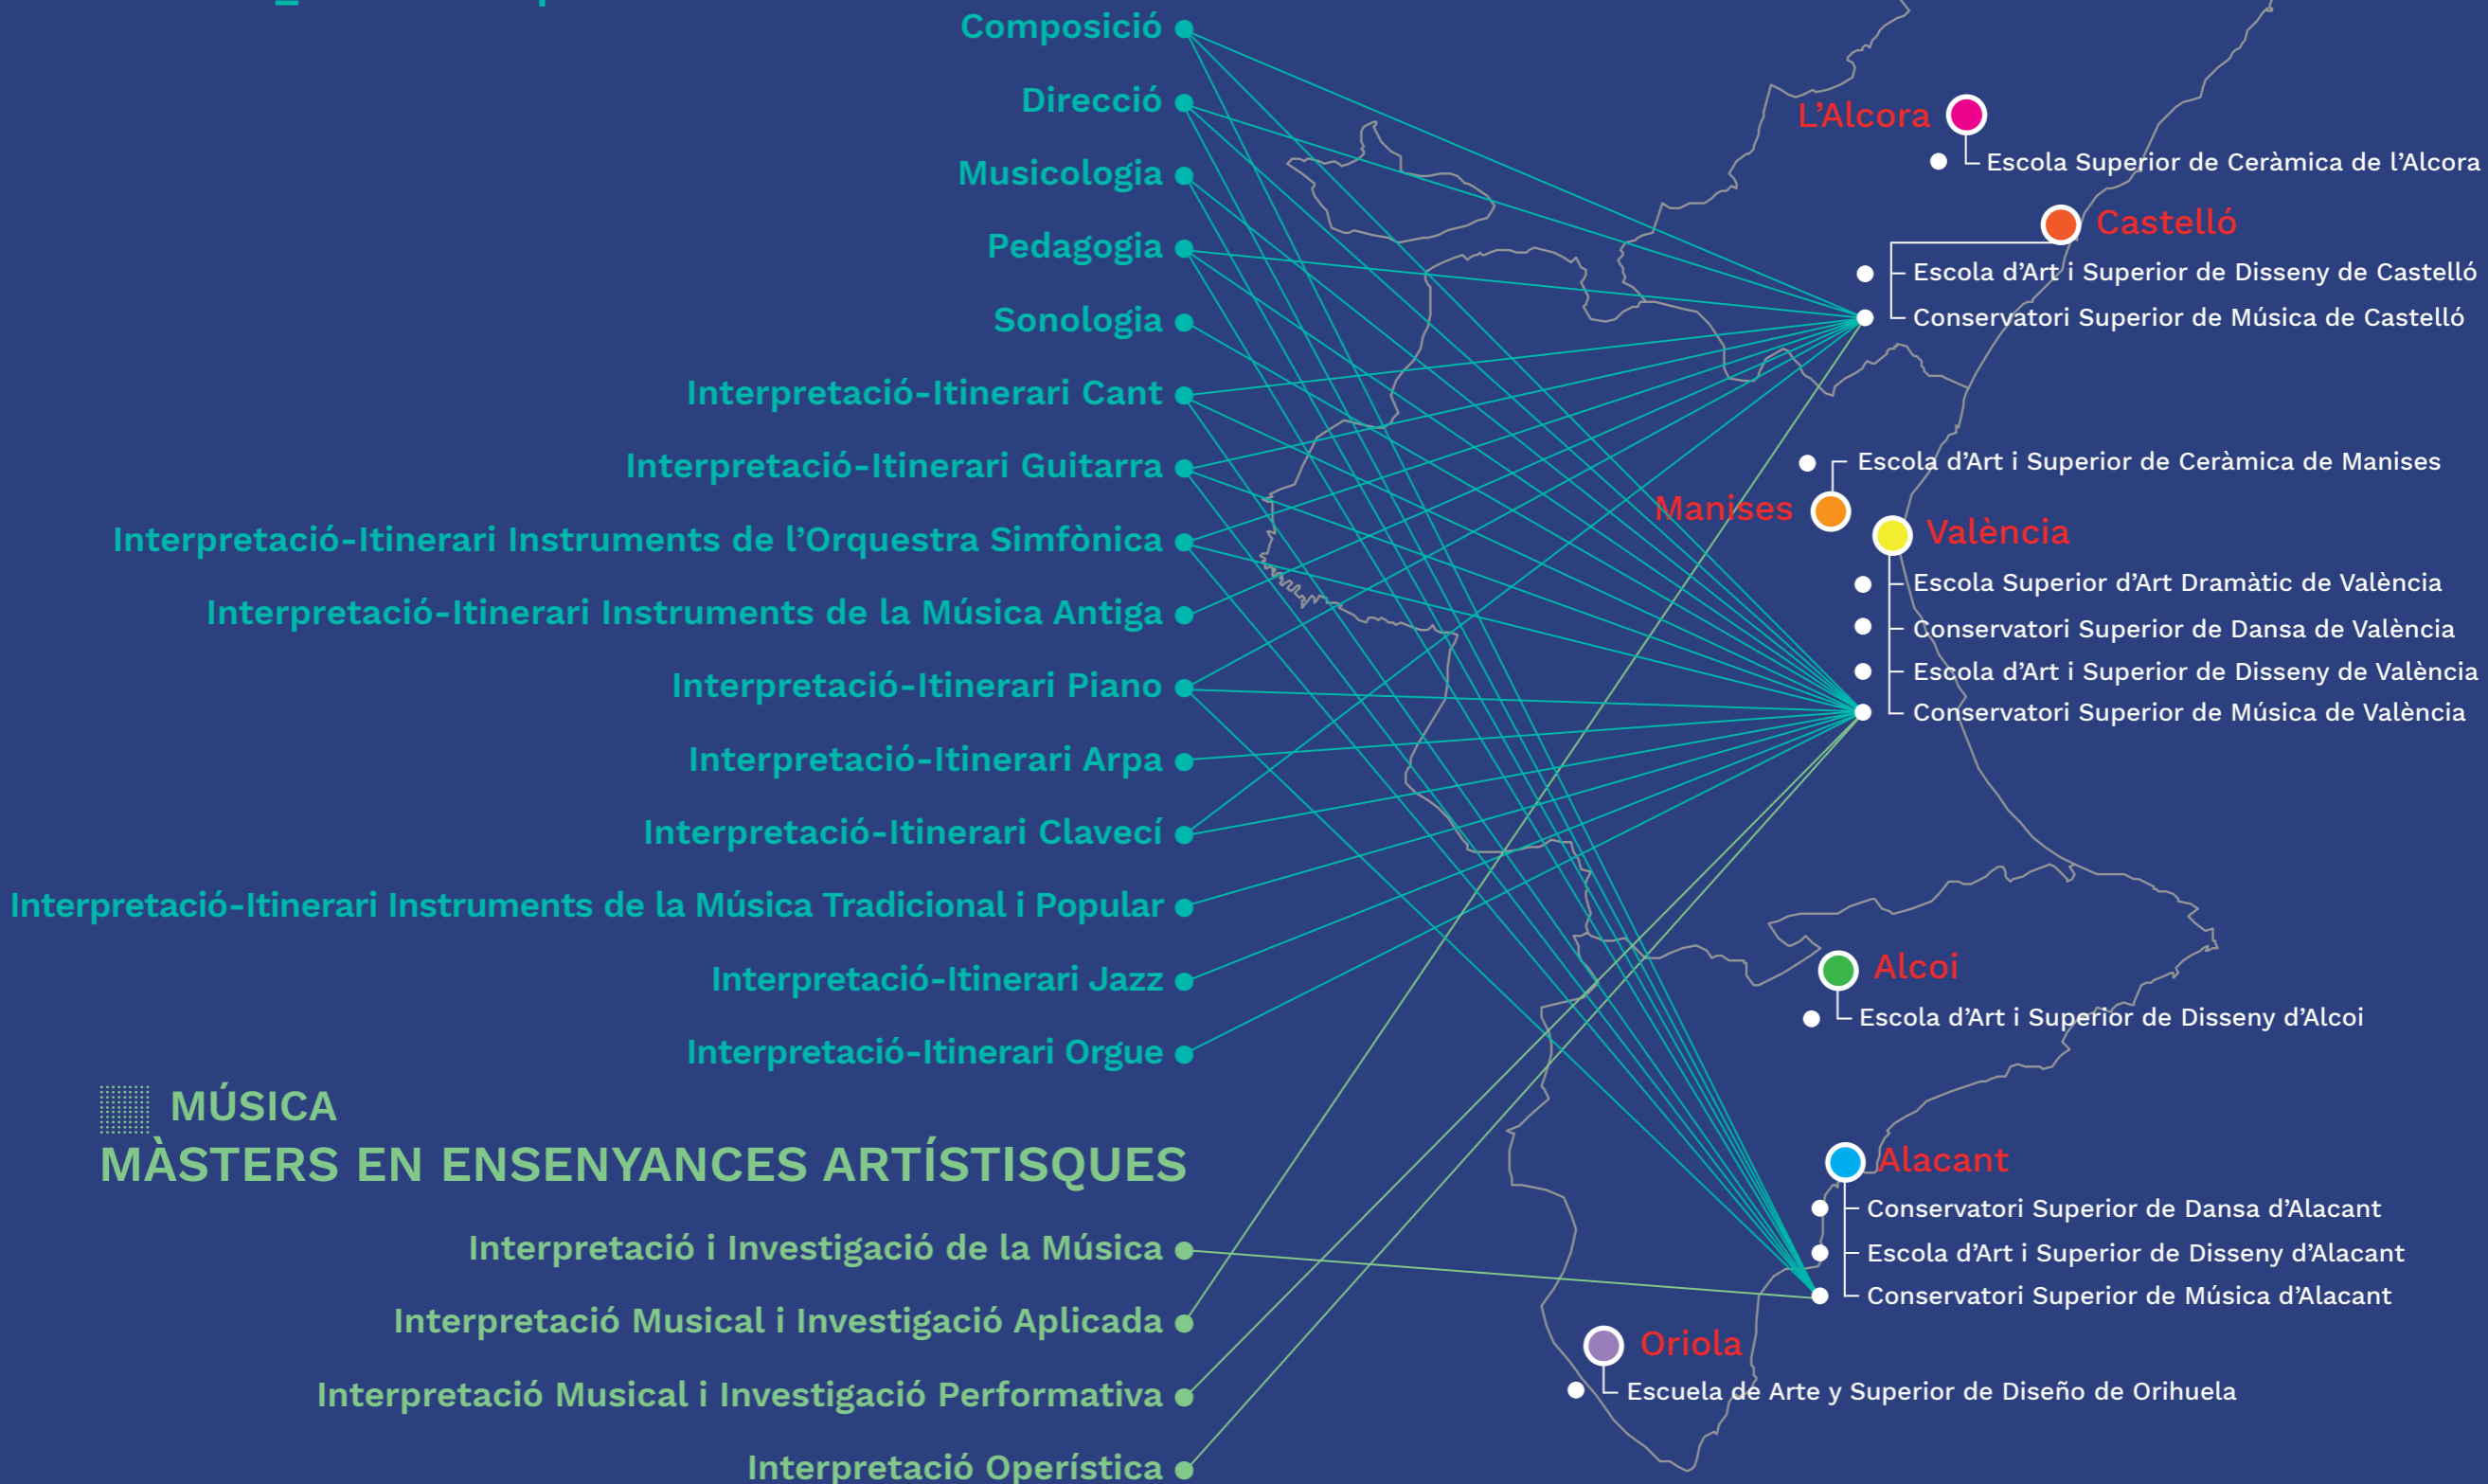 Composició
Direcció
Musicologia
Pedagogia
Sonologia
Interpretació-Itinerari Cant
Interpretació-Itinerari Guitarra
Interpretació-Itinerari Instruments de l’Orquestra Simfònica
Interpretació-Itinerari Instruments de la Música Antiga
Interpretació-Itinerari Piano
Interpretació-Itinerari Arpa
Interpretació-Itinerari Clavecí
Interpretació-Itinerari Instruments de la Música Tradicional i Popular
Interpretació-Itinerari Jazz
Interpretació-Itinerari Orgue
MÚSICA
MÀSTERS EN ENSENYANCES ARTÍSTISQUES
Interpretació i Investigació de la Música
Interpretació Musical i Investigació Aplicada
Interpretació Musical i Investigació Performativa
Interpretació Operística
L’Alcora
Escola Superior de Ceràmica de l’Alcora
Castelló
Escola d’Art i Superior de Disseny de Castelló
Conservatori Superior de Música de Castelló
Escola d’Art i Superior de Ceràmica de Manises
Manises
València
Escola Superior d’Art Dramàtic de València
Conservatori Superior de Dansa de València
Escola d’Art i Superior de Disseny de València
Conservatori Superior de Música de València
Alcoi
Escola d’Art i Superior de Disseny d’Alcoi
Alacant
Conservatori Superior de Dansa d’Alacant
Escola d’Art i Superior de Disseny d’Alacant
Conservatori Superior de Música d’Alacant
Oriola
Escuela de Arte y Superior de Diseño de Orihuela